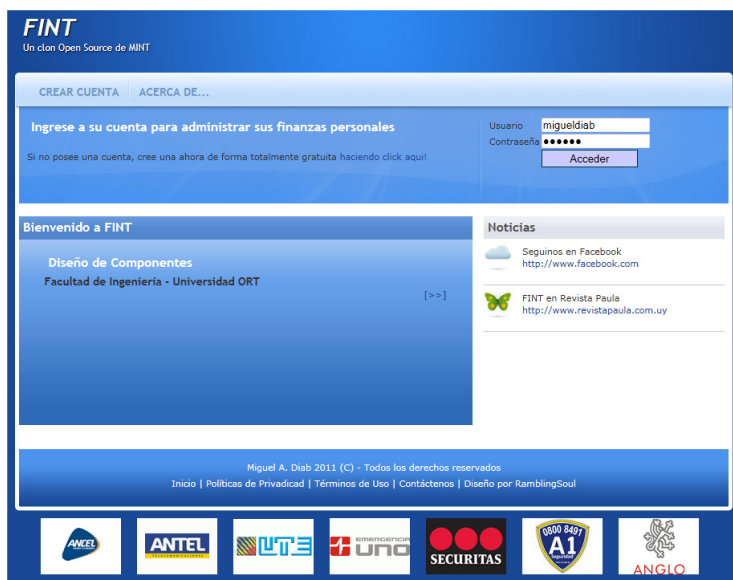 FINT
Un clon Open Source de MINT
CREAR CUENTA ACERCA DE...
Ingrese a su cuenta para administrar sus finanzas personales
Si no posee una cuenta, cree una ahora de forma totalmente gratuita haciendo click aqui!
Usuario migueldiab
Contraseña ●●●●●●
Acceder
Bienvenido a FINT
Diseño de Componentes
Facultad de Ingeniería - Universidad ORT
[>>]
Noticias
Seguinos en Facebook
http://www.facebook.com
FINT en Revista Paula
http://www.revistapaula.com.uy
Miguel A. Diab 2011 (C) - Todos los derechos reservados
Inicio | Políticas de Privadicad | Términos de Uso | Contáctenos | Diseño por RamblingSoul
ANCEL
ANTEL
UTE
EMERGENCIA
UNO
SECURITAS
0800 8491
A1
Seguridad
ANGLO